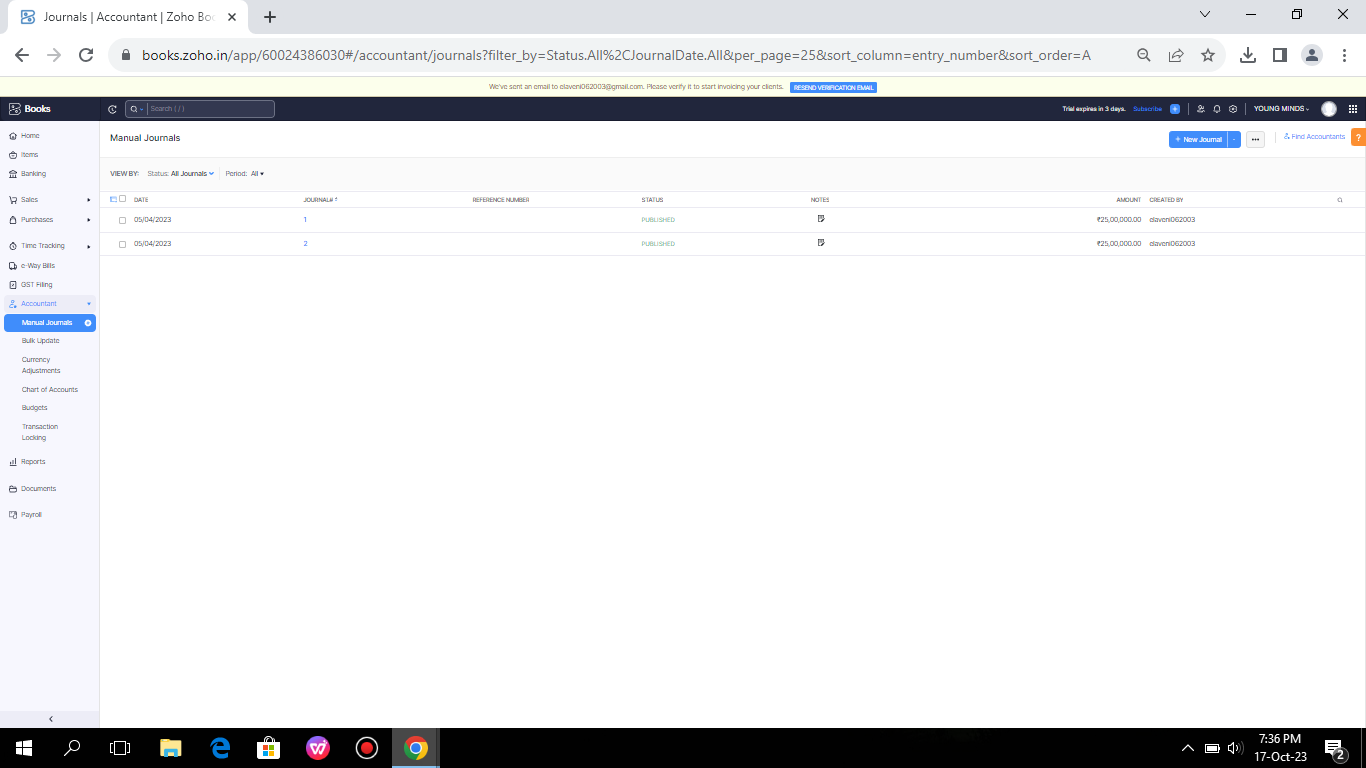 Journals | Accountant | Zoho Boo
books.zoho.in/app/60024386030#/accountant/journals?filter_by=Status.All%2CJournalDate.All&per_page=25&sort_column=entry_number&sort_order=A
We've sent an email to elaveni062003@gmail.com. Please verify it to start invoicing your clients. RESEND VERIFICATION EMAIL
Books Search ( / ) Trial expires in 3 days. Subscribe YOUNG MINDS
Home
Items
Banking
Sales
Purchases
Time Tracking
e-Way Bills
GST Filing
Accountant
Manual Journals
Bulk Update
Currency
Adjustments
Chart of Accounts
Budgets
Transaction
Locking
Reports
Documents
Payroll
Manual Journals
+ New Journal Find Accountants ?
VIEW BY: Status: All Journals Period: All
DATE JOURNAL# REFERENCE NUMBER STATUS NOTES AMOUNT CREATED BY
05/04/2023 1 PUBLISHED ₹25,00,000.00 elaveni062003
05/04/2023 2 PUBLISHED ₹25,00,000.00 elaveni062003
7:36 PM
17-Oct-23
2